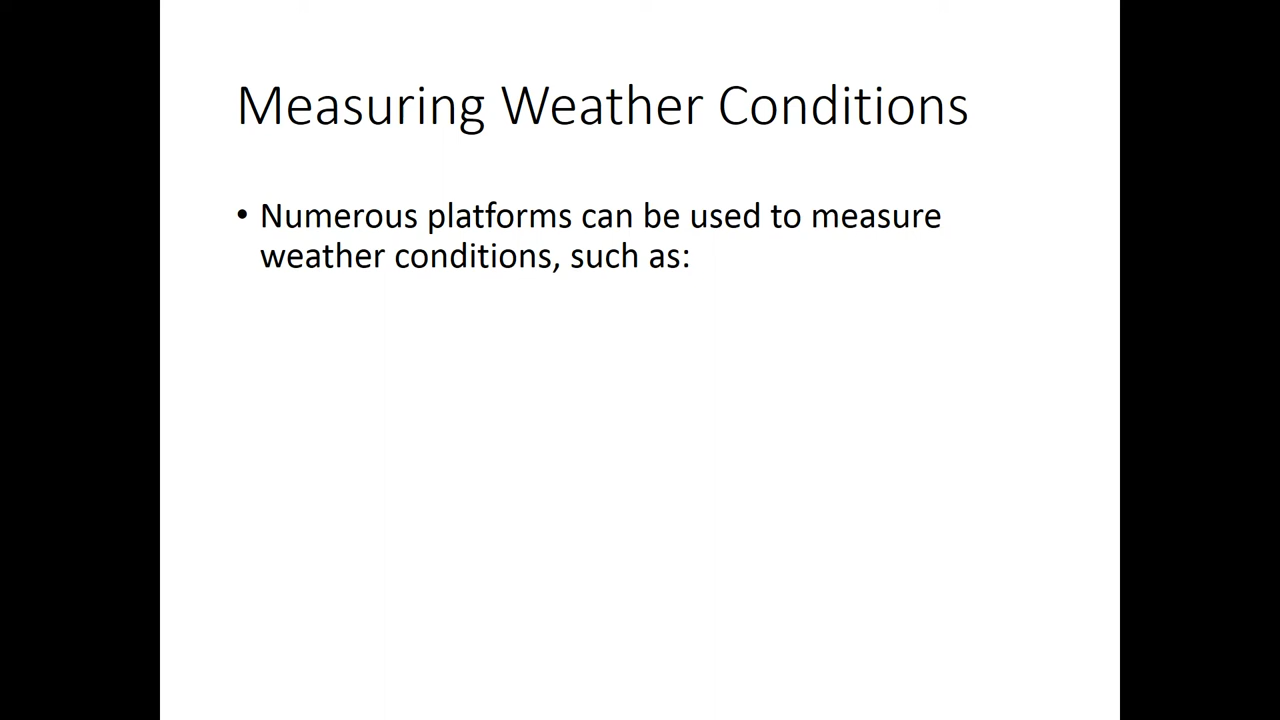 Measuring Weather Conditions
• Numerous platforms can be used to measure
weather conditions, such as: